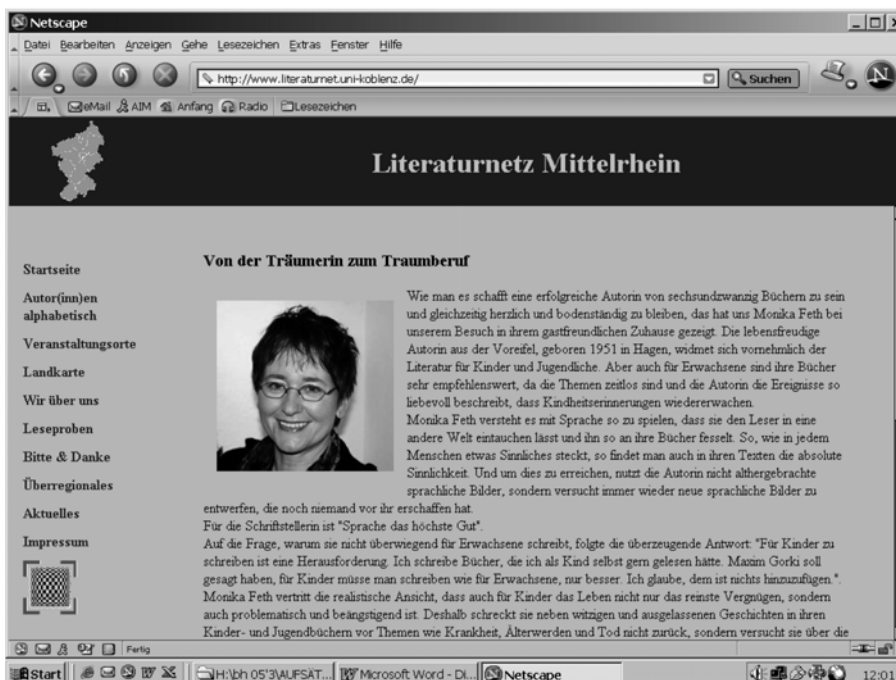 Netscape
Datei Bearbeiten Anzeigen Gehe Lesezeichen Extras Fenster Hilfe
http://www.literaturnet.uni-koblenz.de/ Suchen
eMail AIM Anfang Radio Lesezeichen
Literaturnetz Mittelrhein
Startseite
Autor(inn)en
alphabetisch
Veranstaltungsorte
Landkarte
Wir über uns
Leseproben
Bitte & Danke
Überregionales
Aktuelles
Impressum
Von der Träumerin zum Traumberuf
Wie man es schafft eine erfolgreiche Autorin von sechsundzwanzig Büchern zu sein
und gleichzeitig herzlich und bodenständig zu bleiben, das hat uns Monika Feth bei
unserem Besuch in ihrem gastfreundlichen Zuhause gezeigt. Die lebensfreudige
Autorin aus der Voreifel, geboren 1951 in Hagen, widmet sich vornehmlich der
Literatur für Kinder und Jugendliche. Aber auch für Erwachsene sind ihre Bücher
sehr empfehlenswert, da die Themen zeitlos sind und die Autorin die Ereignisse so
liebevoll beschreibt, dass Kindheitserinnerungen wiedererwachen.
Monika Feth versteht es mit Sprache so zu spielen, dass sie den Leser in eine
andere Welt eintauchen lässt und ihn so an ihre Bücher fesselt. So, wie in jedem
Menschen etwas Sinnliches steckt, so findet man auch in ihren Texten die absolute
Sinnlichkeit. Und um dies zu erreichen, nutzt die Autorin nicht althergebrachte
sprachliche Bilder, sondern versucht immer wieder neue sprachliche Bilder zu
entwerfen, die noch niemand vor ihr erschaffen hat.
Für die Schriftstellerin ist "Sprache das höchste Gut".
Auf die Frage, warum sie nicht überwiegend für Erwachsene schreibt, folgte die überzeugende Antwort: "Für Kinder zu
schreiben ist eine Herausforderung. Ich schreibe Bücher, die ich als Kind selbst gern gelesen hätte. Maxim Gorki soll
gesagt haben, für Kinder müsse man schreiben wie für Erwachsene, nur besser. Ich glaube, dem ist nichts hinzuzufügen.".
Monika Feth vertritt die realistische Ansicht, dass auch für Kinder das Leben nicht nur das reinste Vergnügen, sondern
auch problematisch und beängstigend ist. Deshalb schreckt sie neben witzigen und ausgelassenen Geschichten in ihren
Kinder- und Jugendbüchern vor Themen wie Krankheit, Älterwerden und Tod nicht zurück, sondern versucht sie über die
Fertig
Start H:\bh 05'3\AUFSÄT... Microsoft Word - Di... Netscape 12:01